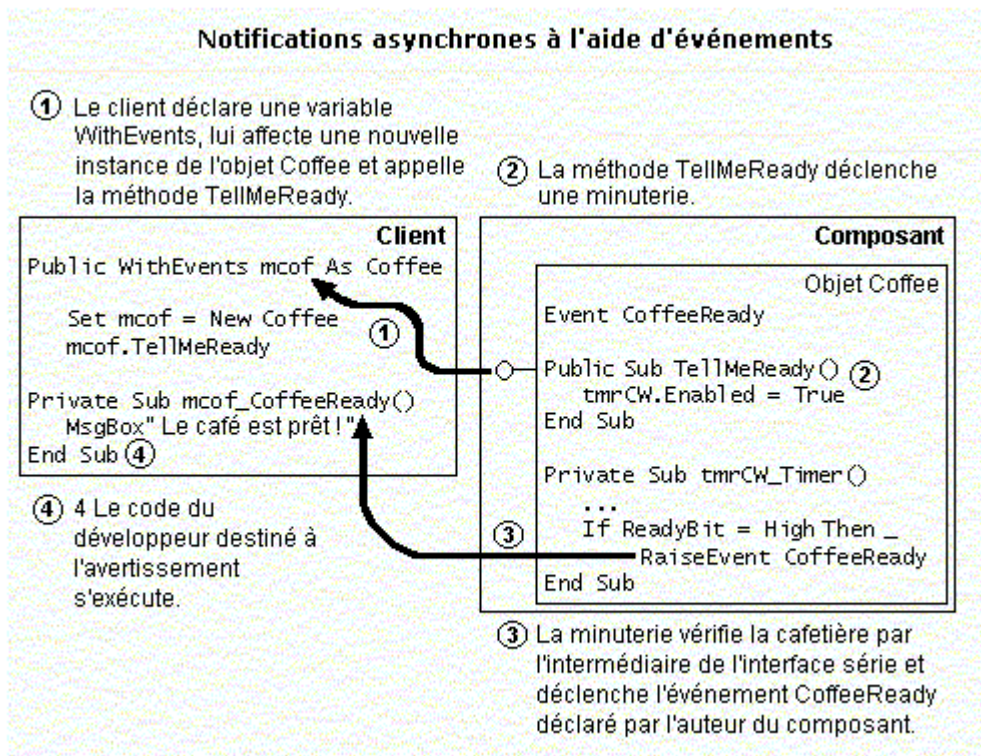 Notifications asynchrones à l'aide d'événements
① Le client déclare une variable
WithEvents, lui affecte une nouvelle
instance de l'objet Coffee et appelle
la méthode TellMeReady.
② La méthode TellMeReady déclenche
une minuterie.
Client
Public WithEvents mcof As Coffee
Set mcof = New Coffee
mcof.TellMeReady
①
Private Sub mcof_CoffeeReady()
MsgBox" Le café est prêt !"
End Sub ④
Composant
Objet Coffee
Event CoffeeReady
Public Sub TellMeReady() ②
tmrCW.Enabled = True
End Sub
Private Sub tmrCW_Timer()
...
If ReadyBit = High Then _
RaiseEvent CoffeeReady
End Sub
③
④ 4 Le code du
développeur destiné à
l'avertissement
s'exécute.
③ La minuterie vérifie la cafetière par
l'intermédiaire de l'interface série et
déclenche l'événement CoffeeReady
déclaré par l'auteur du composant.